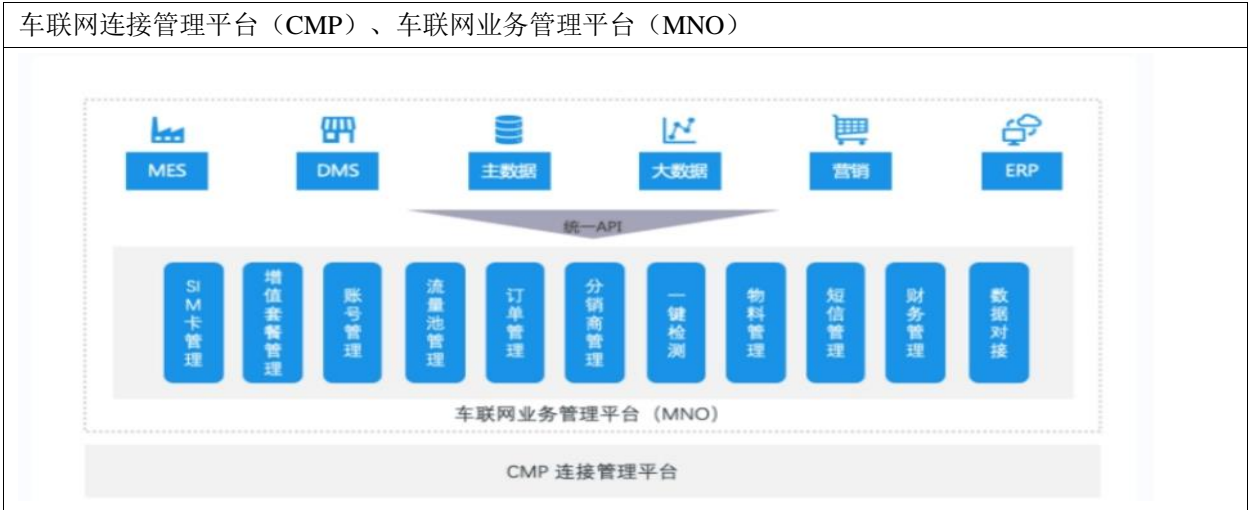 车联网连接管理平台（CMP）、车联网业务管理平台（MNO）
MES
DMS
主数据
大数据
营销
ERP
统一API
SIM卡管理
增值套餐管理
账号管理
流量池管理
订单管理
分销商管理
一键检测
物料管理
短信管理
财务管理
数据对接
车联网业务管理平台（MNO）
CMP 连接管理平台